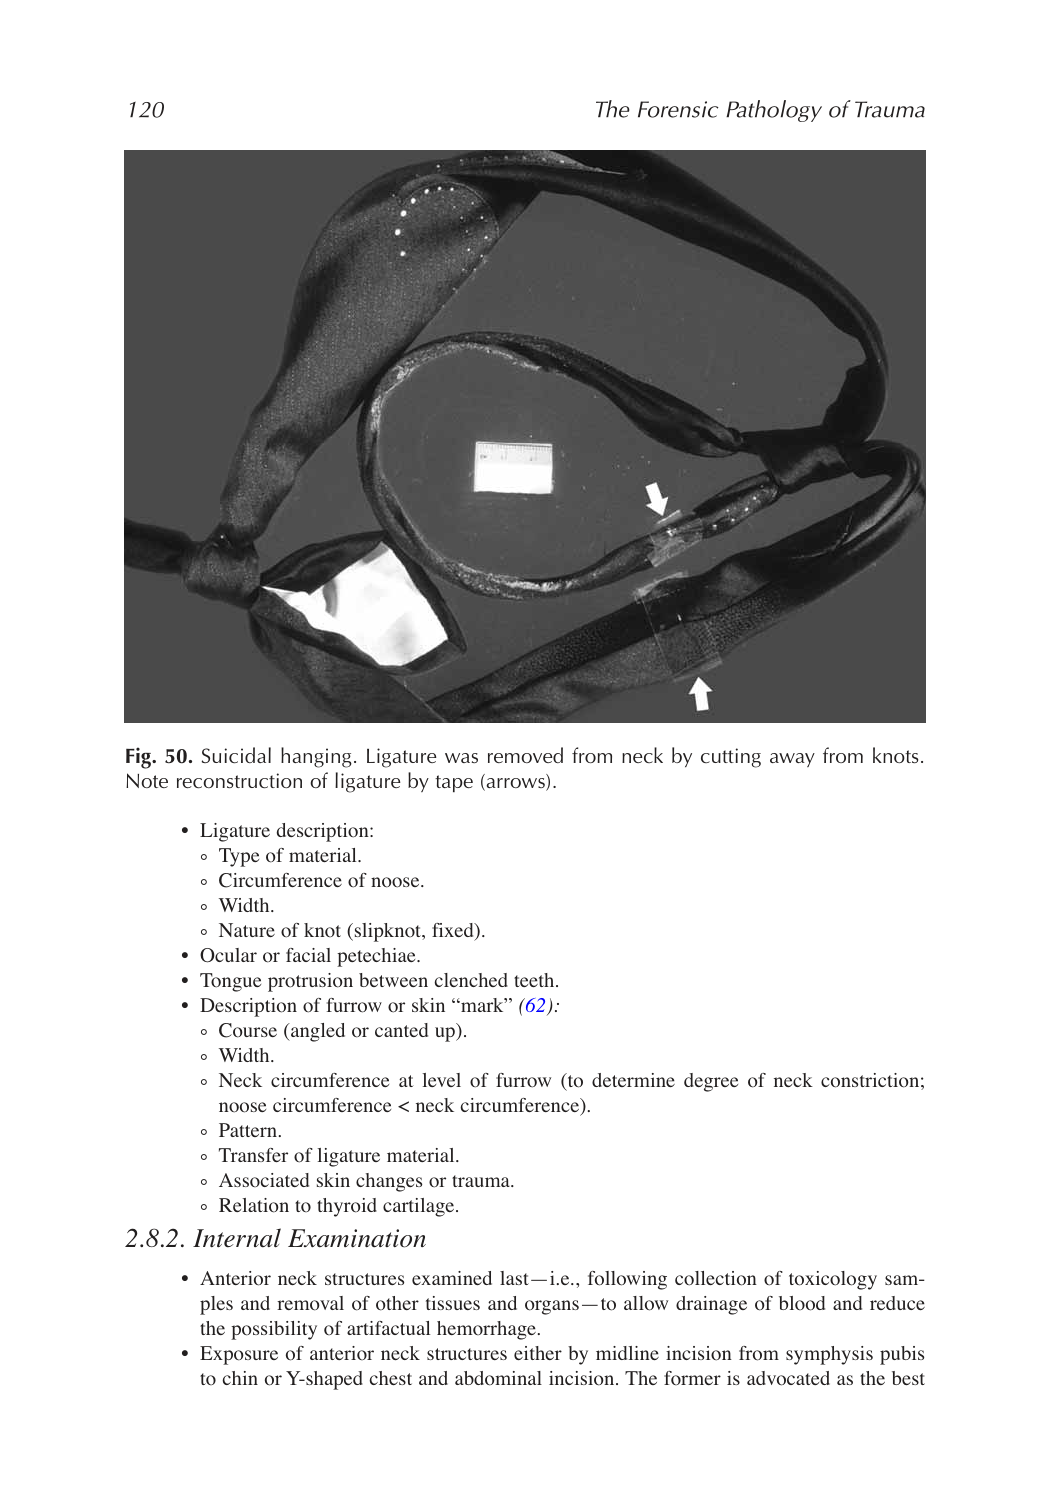 120
The Forensic Pathology of Trauma
Fig. 50. Suicidal hanging. Ligature was removed from neck by cutting away from knots.
Note reconstruction of ligature by tape (arrows).
• Ligature description:
◦ Type of material.
◦ Circumference of noose.
◦ Width.
◦ Nature of knot (slipknot, fixed).
• Ocular or facial petechiae.
• Tongue protrusion between clenched teeth.
• Description of furrow or skin “mark” (62):
◦ Course (angled or canted up).
◦ Width.
◦ Neck circumference at level of furrow (to determine degree of neck constriction;
noose circumference < neck circumference).
◦ Pattern.
◦ Transfer of ligature material.
◦ Associated skin changes or trauma.
◦ Relation to thyroid cartilage.
2.8.2. Internal Examination
• Anterior neck structures examined last—i.e., following collection of toxicology sam-
ples and removal of other tissues and organs—to allow drainage of blood and reduce
the possibility of artifactual hemorrhage.
• Exposure of anterior neck structures either by midline incision from symphysis pubis
to chin or Y-shaped chest and abdominal incision. The former is advocated as the best